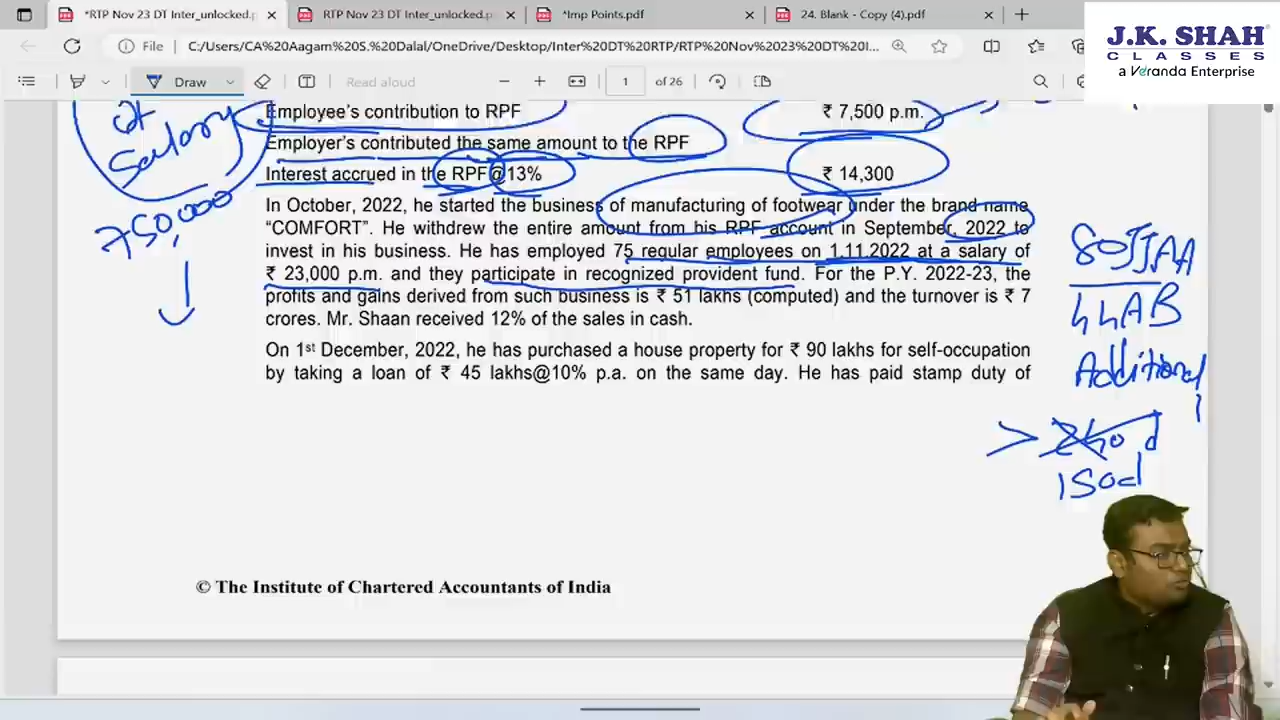 *RTP Nov 23 DT Inter_unlocked.p
RTP Nov 23 DT Inter_unlocked.p
*Imp Points.pdf
24. Blank - Copy (4).pdf
J.K. SHAH
CLASSES
a Veranda Enterprise
File
C:/Users/CA%20Aagam%20S.%20Dalal/OneDrive/Desktop/Inter%20DT%20RTP/RTP%20Nov%2023%20DT%20I...
Draw
Read aloud
1
of 26
of
Salary
750,000
Employee's contribution to RPF
₹ 7,500 p.m.
Employer's contributed the same amount to the RPF
Interest accrued in the RPF@13%
₹ 14,300
In October, 2022, he started the business of manufacturing of footwear under the brand name
"COMFORT". He withdrew the entire amount from his RPF account in September, 2022 to
invest in his business. He has employed 75 regular employees on 1.11.2022 at a salary of
₹ 23,000 p.m. and they participate in recognized provident fund. For the P.Y. 2022-23, the
profits and gains derived from such business is ₹ 51 lakhs (computed) and the turnover is ₹ 7
crores. Mr. Shaan received 12% of the sales in cash.
On 1st December, 2022, he has purchased a house property for ₹ 90 lakhs for self-occupation
by taking a loan of ₹ 45 lakhs@10% p.a. on the same day. He has paid stamp duty of
80JJAA
44AB
Additional
> 240 d
150d
© The Institute of Chartered Accountants of India